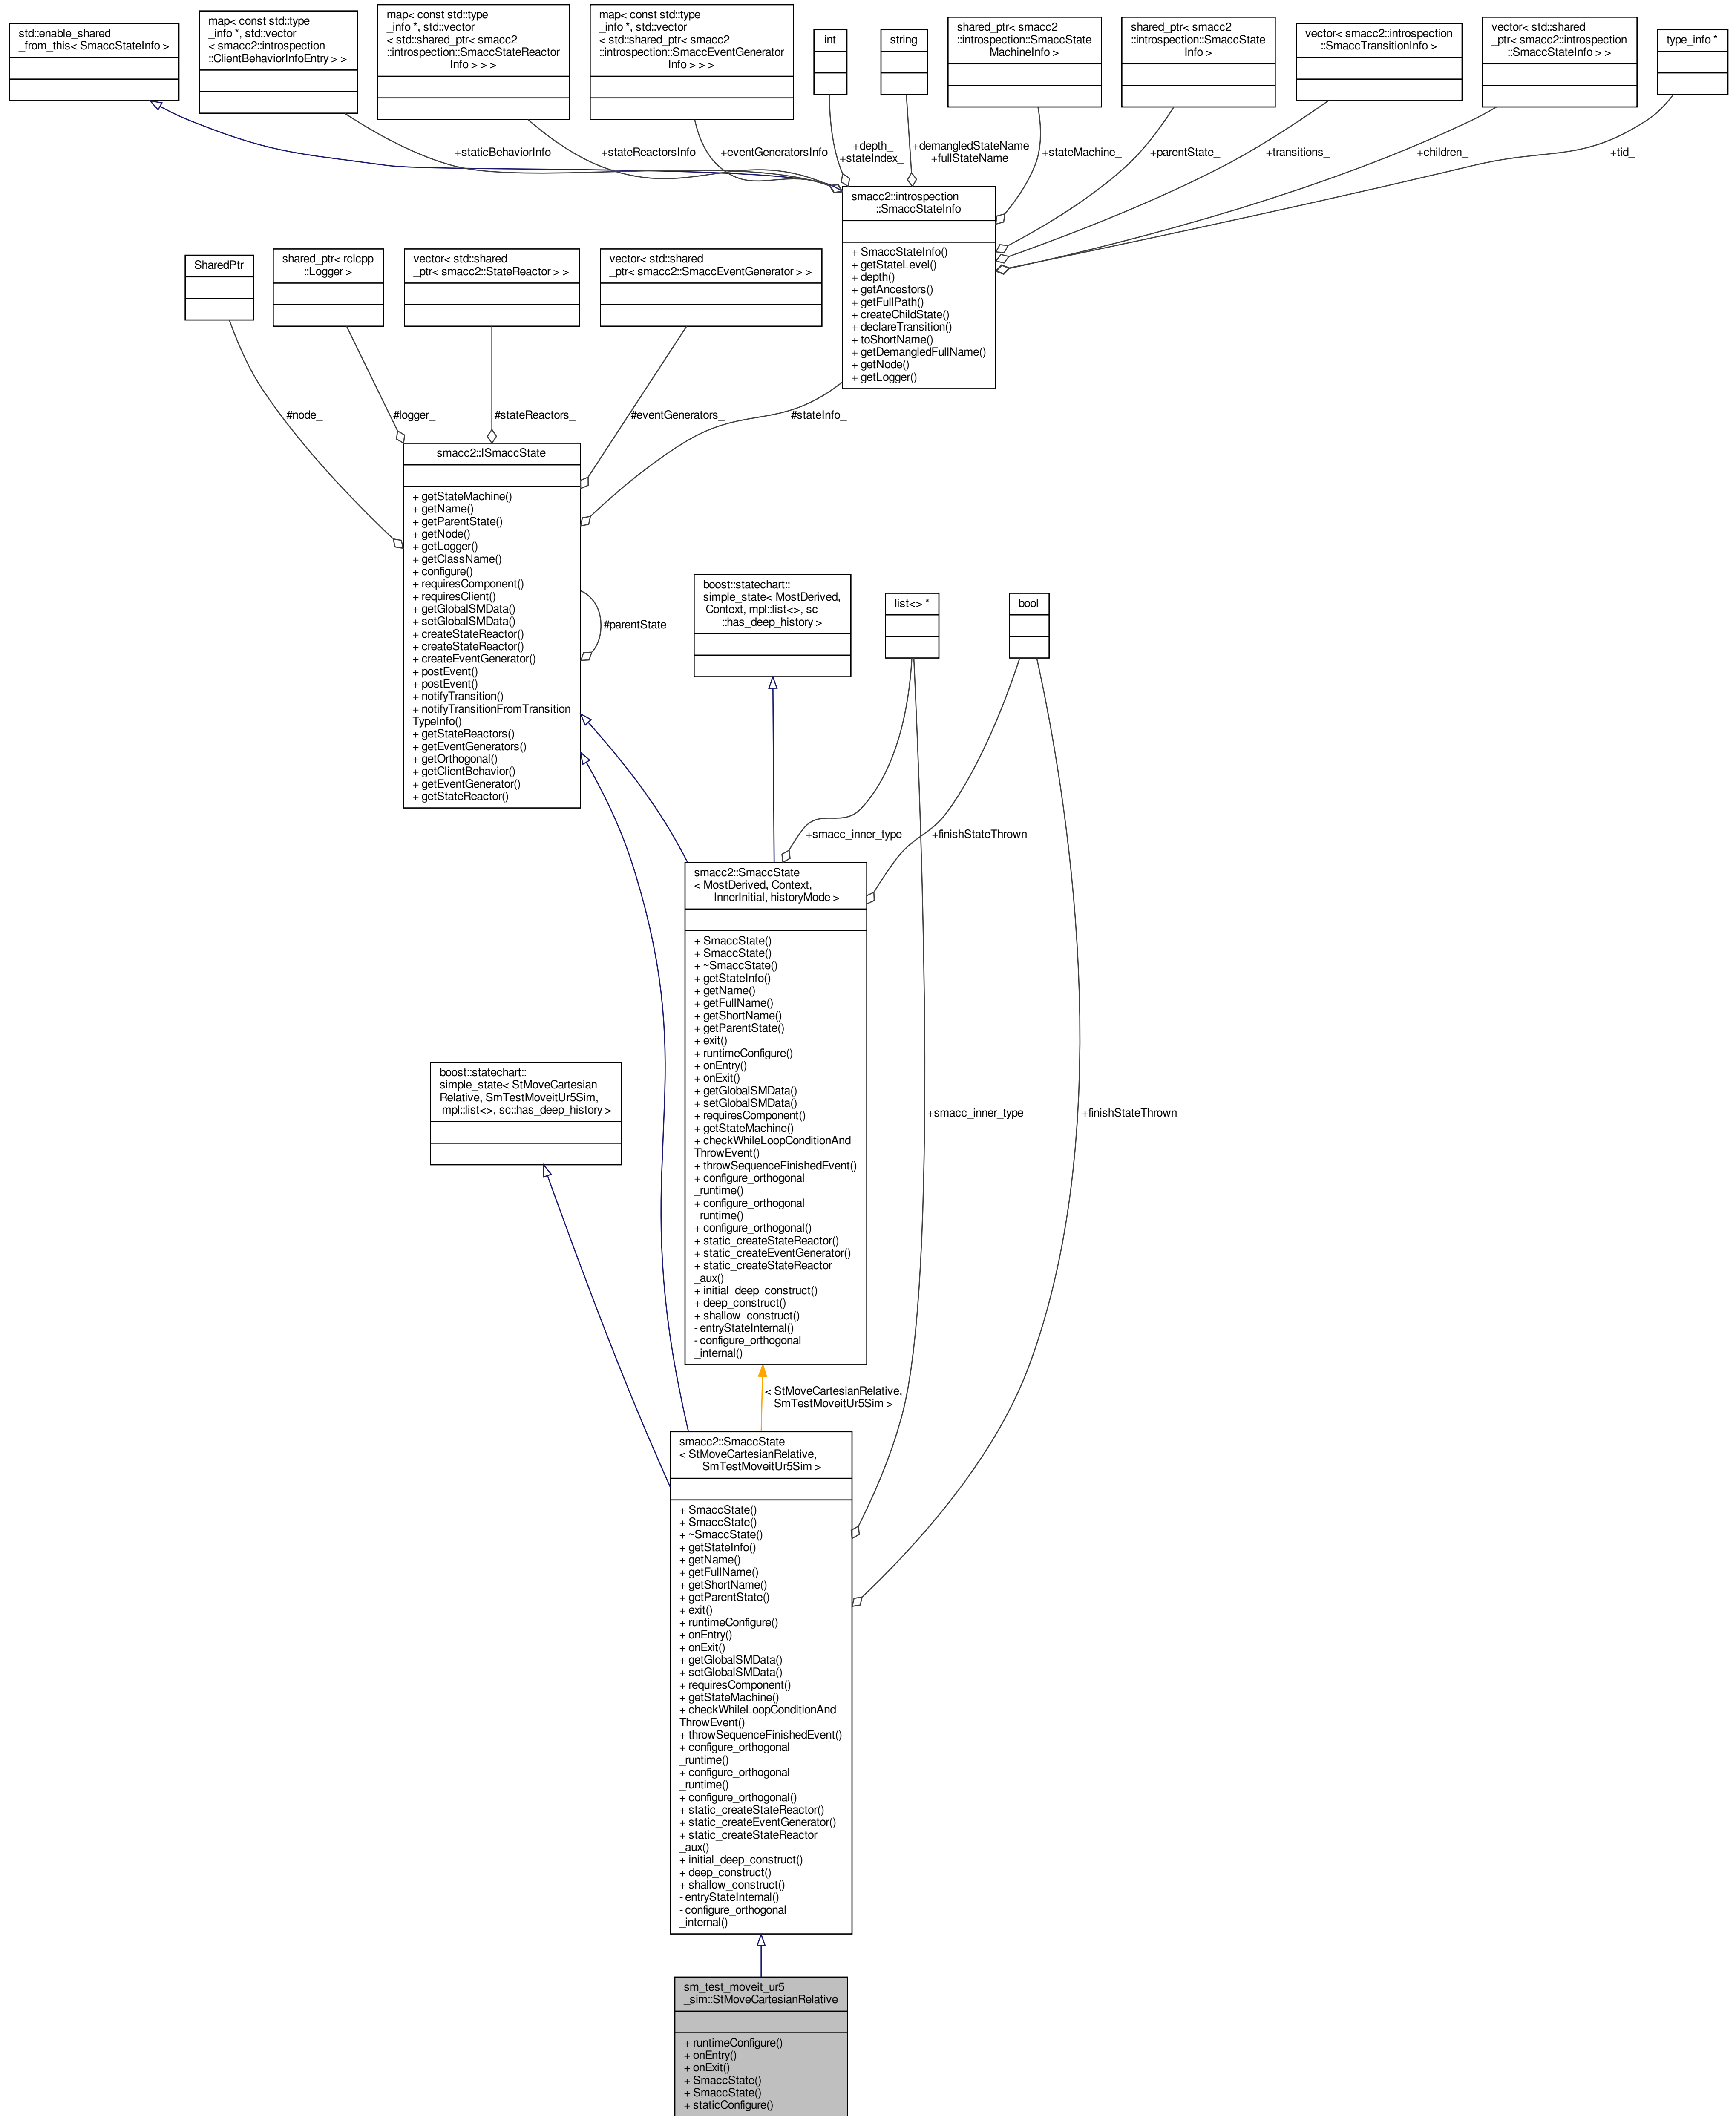 std::enable_shared
_from_this< SmaccStateInfo >
map< const std::type
_info *, std::vector
< smacc2::introspection
::ClientBehaviorInfoEntry > >
map< const std::type
_info *, std::vector
< std::shared_ptr< smacc2
::introspection::SmaccStateReactor
Info > > >
map< const std::type
_info *, std::vector
< std::shared_ptr< smacc2
::introspection::SmaccEventGenerator
Info > > >
int
string
shared_ptr< smacc2
::introspection::SmaccState
MachineInfo >
shared_ptr< smacc2
::introspection::SmaccState
Info >
vector< smacc2::introspection
::SmaccTransitionInfo >
vector< std::shared
_ptr< smacc2::introspection
::SmaccStateInfo > >
type_info *
+staticBehaviorInfo
+stateReactorsInfo
+eventGeneratorsInfo
+depth_
+stateIndex_
+demangledStateName
+fullStateName
+stateMachine_
+parentState_
+transitions_
+children_
+tid_
smacc2::introspection
::SmaccStateInfo
+ SmaccStateInfo()
+ getStateLevel()
+ depth()
+ getAncestors()
+ getFullPath()
+ createChildState()
+ declareTransition()
+ toShortName()
+ getDemangledFullName()
+ getNode()
+ getLogger()
SharedPtr
shared_ptr< rclcpp
::Logger >
vector< std::shared
_ptr< smacc2::StateReactor > >
vector< std::shared
_ptr< smacc2::SmaccEventGenerator > >
#node_
#logger_
#stateReactors_
#eventGenerators_
#stateInfo_
smacc2::ISmaccState
+ getStateMachine()
+ getName()
+ getParentState()
+ getNode()
+ getLogger()
+ getClassName()
+ configure()
+ requiresComponent()
+ requiresClient()
+ getGlobalSMData()
+ setGlobalSMData()
+ createStateReactor()
+ createStateReactor()
+ createEventGenerator()
+ postEvent()
+ postEvent()
+ notifyTransition()
+ notifyTransitionFromTransition
TypeInfo()
+ getStateReactors()
+ getEventGenerators()
+ getOrthogonal()
+ getClientBehavior()
+ getEventGenerator()
+ getStateReactor()
#parentState_
boost::statechart::
simple_state< MostDerived,
Context, mpl::list<>, sc
::has_deep_history >
list<> *
bool
+smacc_inner_type
+finishStateThrown
smacc2::SmaccState
< MostDerived, Context,
InnerInitial, historyMode >
+ SmaccState()
+ SmaccState()
+ ~SmaccState()
+ getStateInfo()
+ getName()
+ getFullName()
+ getShortName()
+ getParentState()
+ exit()
+ runtimeConfigure()
+ onEntry()
+ onExit()
+ getGlobalSMData()
+ setGlobalSMData()
+ requiresComponent()
+ getStateMachine()
+ checkWhileLoopConditionAnd
ThrowEvent()
+ throwSequenceFinishedEvent()
+ configure_orthogonal
_runtime()
+ configure_orthogonal
_runtime()
+ configure_orthogonal()
+ static_createStateReactor()
+ static_createEventGenerator()
+ static_createStateReactor
_aux()
+ initial_deep_construct()
+ deep_construct()
+ shallow_construct()
- entryStateInternal()
- configure_orthogonal
_internal()
boost::statechart::
simple_state< StMoveCartesian
Relative, SmTestMoveitUr5Sim,
mpl::list<>, sc::has_deep_history >
+smacc_inner_type
+finishStateThrown
< StMoveCartesianRelative,
SmTestMoveitUr5Sim >
smacc2::SmaccState
< StMoveCartesianRelative,
SmTestMoveitUr5Sim >
+ SmaccState()
+ SmaccState()
+ ~SmaccState()
+ getStateInfo()
+ getName()
+ getFullName()
+ getShortName()
+ getParentState()
+ exit()
+ runtimeConfigure()
+ onEntry()
+ onExit()
+ getGlobalSMData()
+ setGlobalSMData()
+ requiresComponent()
+ getStateMachine()
+ checkWhileLoopConditionAnd
ThrowEvent()
+ throwSequenceFinishedEvent()
+ configure_orthogonal
_runtime()
+ configure_orthogonal
_runtime()
+ configure_orthogonal()
+ static_createStateReactor()
+ static_createEventGenerator()
+ static_createStateReactor
_aux()
+ initial_deep_construct()
+ deep_construct()
+ shallow_construct()
- entryStateInternal()
- configure_orthogonal
_internal()
sm_test_moveit_ur5
_sim::StMoveCartesianRelative
+ runtimeConfigure()
+ onEntry()
+ onExit()
+ SmaccState()
+ SmaccState()
+ staticConfigure()